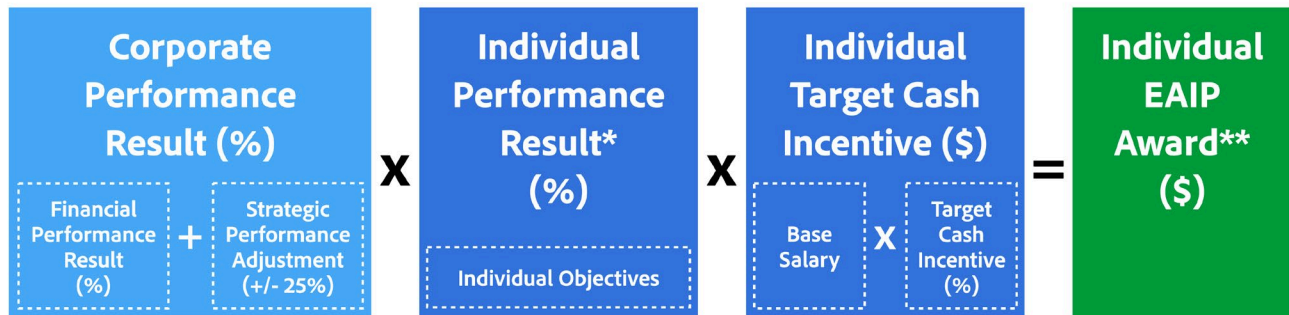 Corporate
Performance
Result (%)
Financial
Performance
Result
(%)
+
Strategic
Performance
Adjustment
(+/- 25%)
x
Individual
Performance
Result*
(%)
Individual Objectives
x
Individual
Target Cash
Incentive ($)
Base
Salary
x
Target
Cash
Incentive
(%)
=
Individual
EAIP
Award**
($)